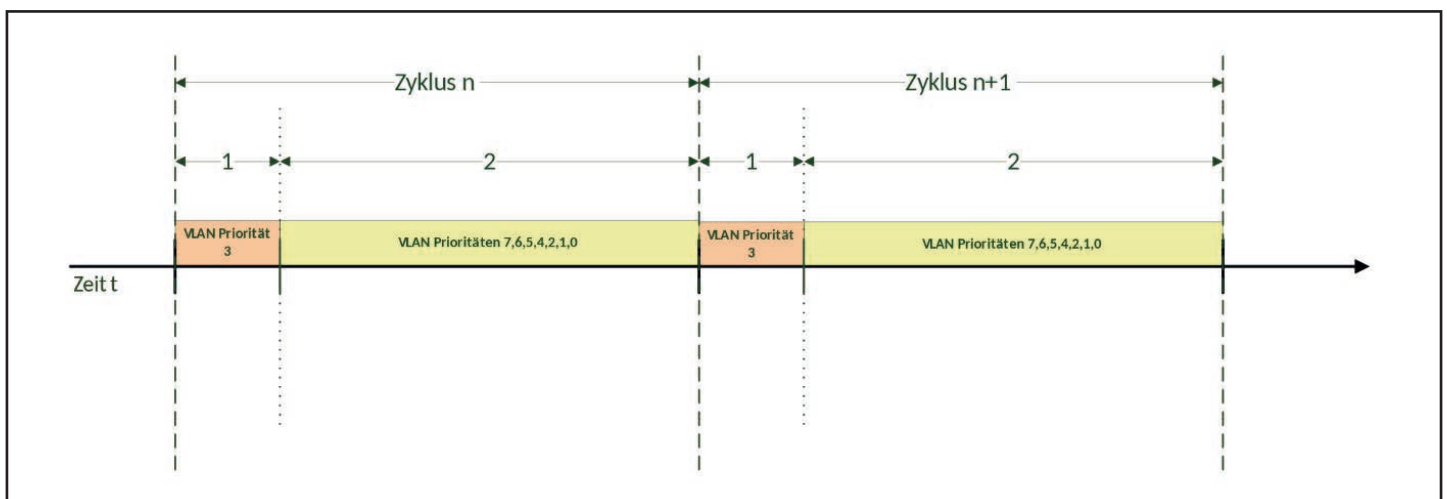 Zyklus n
Zyklus n+1
1
2
1
2
VLAN Priorität
3
VLAN Prioritäten 7,6,5,4,2,1,0
VLAN Priorität
3
VLAN Prioritäten 7,6,5,4,2,1,0
Zeit t